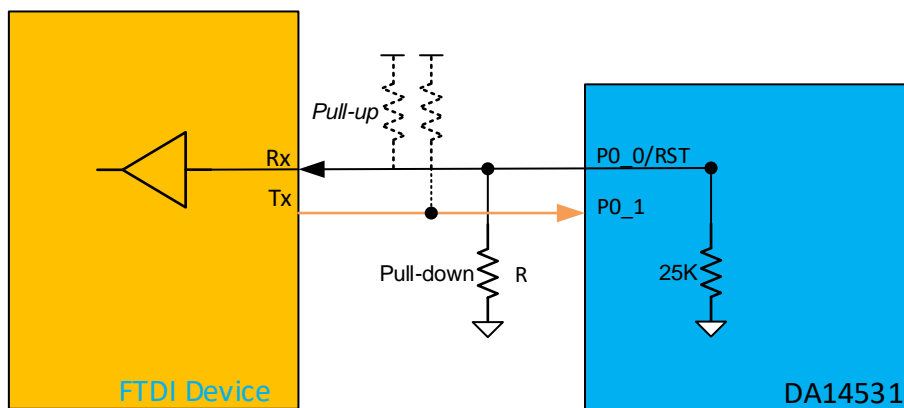 Pull-up
Rx
P0_0/RST
Tx
P0_1
Pull-down
R
25K
FTDI Device
DA14531